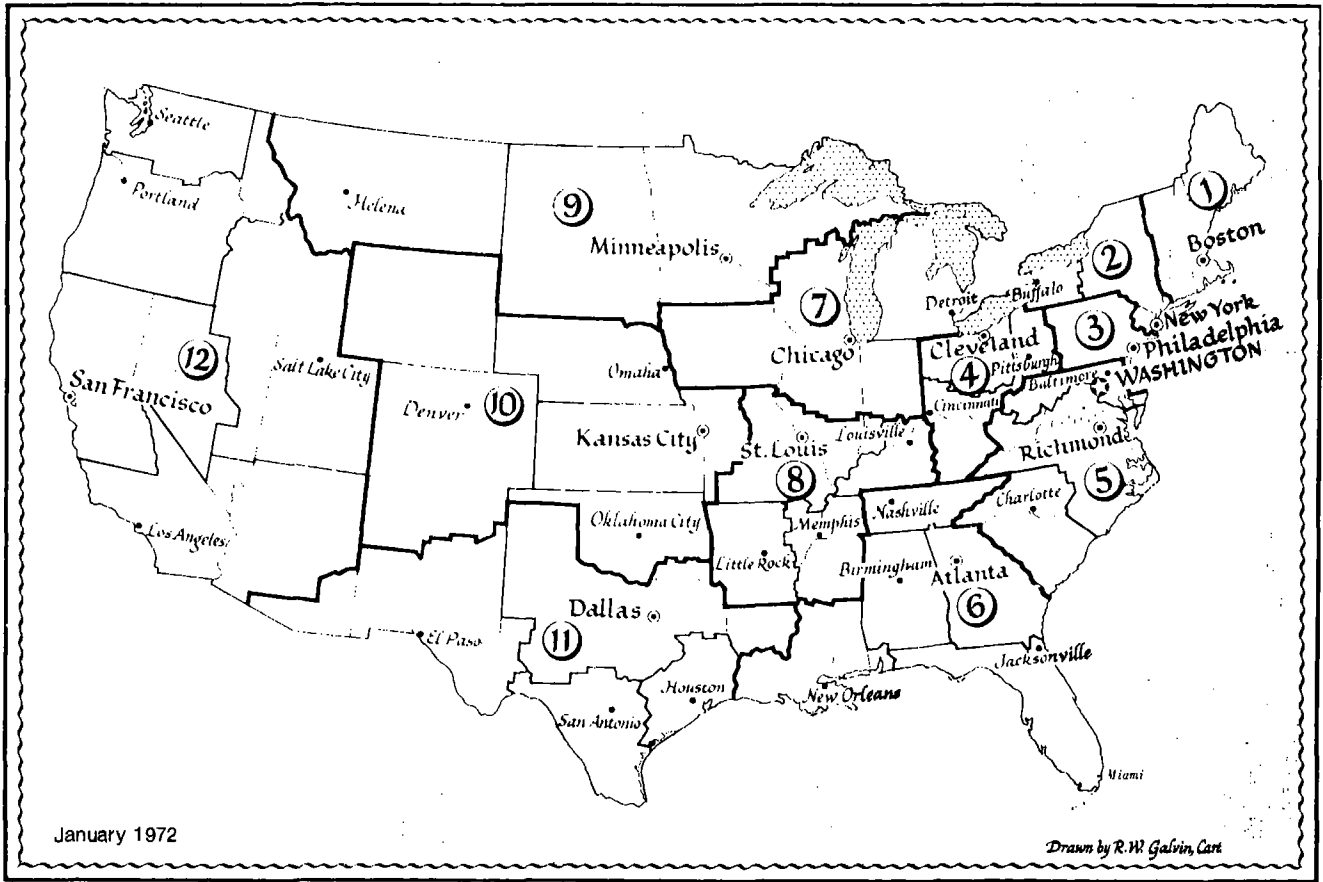 Seattle
Portland
Helena
9
Minneapolis
1
Boston
2
Buffalo
Detroit
7
Chicago
3
New York
Philadelphia
WASHINGTON
Cleveland
Pittsburgh
4
Baltimore
Cincinnati
12
San Francisco
Salt Lake City
Omaha
Denver
10
Kansas City
St. Louis
Louisville
8
Richmond
5
Charlotte
Nashville
Memphis
Oklahoma City
Little Rock
Los Angeles
Birmingham
Atlanta
6
Dallas
11
El Paso
Houston
San Antonio
New Orleans
Jacksonville
Miami
January 1972
Drawn by R.W. Galvin, Cart.